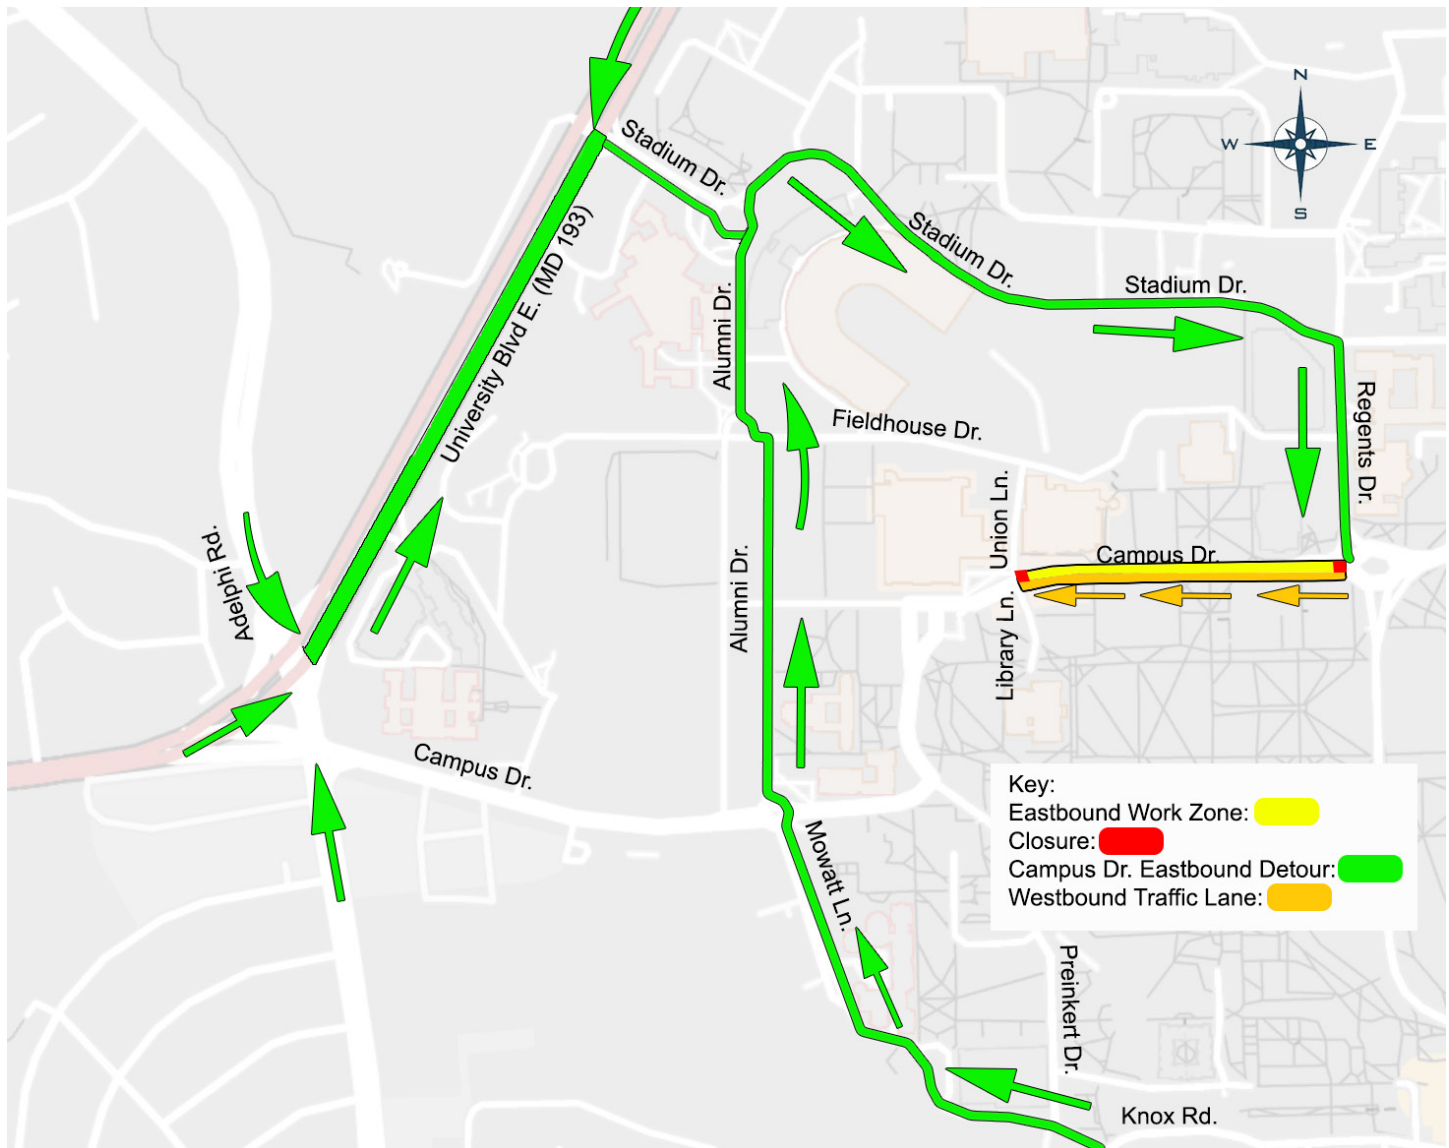 N
W
E
S
Stadium Dr.
University Blvd E. (MD 193)
Stadium Dr.
Stadium Dr.
Alumni Dr.
Fieldhouse Dr.
Regents Dr.
Union Ln.
Campus Dr.
Adelphi Rd.
Alumni Dr.
Library Ln.
Campus Dr.
Key:
Eastbound Work Zone:
Closure:
Campus Dr. Eastbound Detour:
Westbound Traffic Lane:
Mowatt Ln.
Preinkert Dr.
Knox Rd.